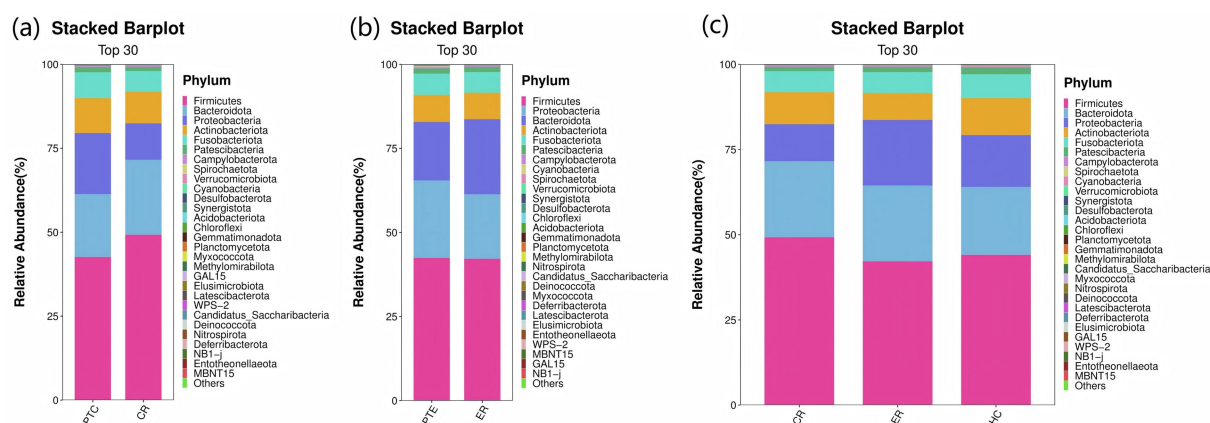 (a) Stacked Barplot
Top 30
Relative Abundance(%)
100
75
50
25
0
PTC
CR
Phylum
Firmicutes
Bacteroidota
Proteobacteria
Actinobacteriota
Fusobacteriota
Patescibacteria
Campylobacterota
Spirochaetota
Verrucomicrobiota
Cyanobacteria
Desulfobacterota
Synergistota
Acidobacteriota
Chloroflexi
Gemmatimonadota
Planctomycetota
Myxococcota
Methylomirabilota
GAL15
Elusimicrobiota
Latescibacterota
WPS-2
Candidatus_Saccharibacteria
Deinococcota
Nitrospirota
Deferribacterota
NB1-j
Entotheonellaeota
MBNT15
Others
(b) Stacked Barplot
Top 30
Relative Abundance(%)
100
75
50
25
0
PTE
ER
Phylum
Firmicutes
Proteobacteria
Bacteroidota
Actinobacteriota
Fusobacteriota
Patescibacteria
Campylobacterota
Cyanobacteria
Spirochaetota
Verrucomicrobiota
Synergistota
Desulfobacterota
Chloroflexi
Acidobacteriota
Gemmatimonadota
Planctomycetota
Methylomirabilota
Nitrospirota
Candidatus_Saccharibacteria
Deinococcota
Myxococcota
Deferribacterota
Latescibacterota
Elusimicrobiota
Entotheonellaeota
WPS-2
MBNT15
GAL15
NB1-j
Others
(c) Stacked Barplot
Top 30
Relative Abundance(%)
100
75
50
25
0
CR
ER
HC
Phylum
Firmicutes
Bacteroidota
Proteobacteria
Actinobacteriota
Fusobacteriota
Patescibacteria
Campylobacterota
Spirochaetota
Cyanobacteria
Verrucomicrobiota
Synergistota
Desulfobacterota
Acidobacteriota
Chloroflexi
Planctomycetota
Gemmatimonadota
Methylomirabilota
Candidatus_Saccharibacteria
Myxococcota
Nitrospirota
Deinococcota
Latescibacterota
Deferribacterota
Elusimicrobiota
GAL15
WPS-2
NB1-j
Entotheonellaeota
MBNT15
Others